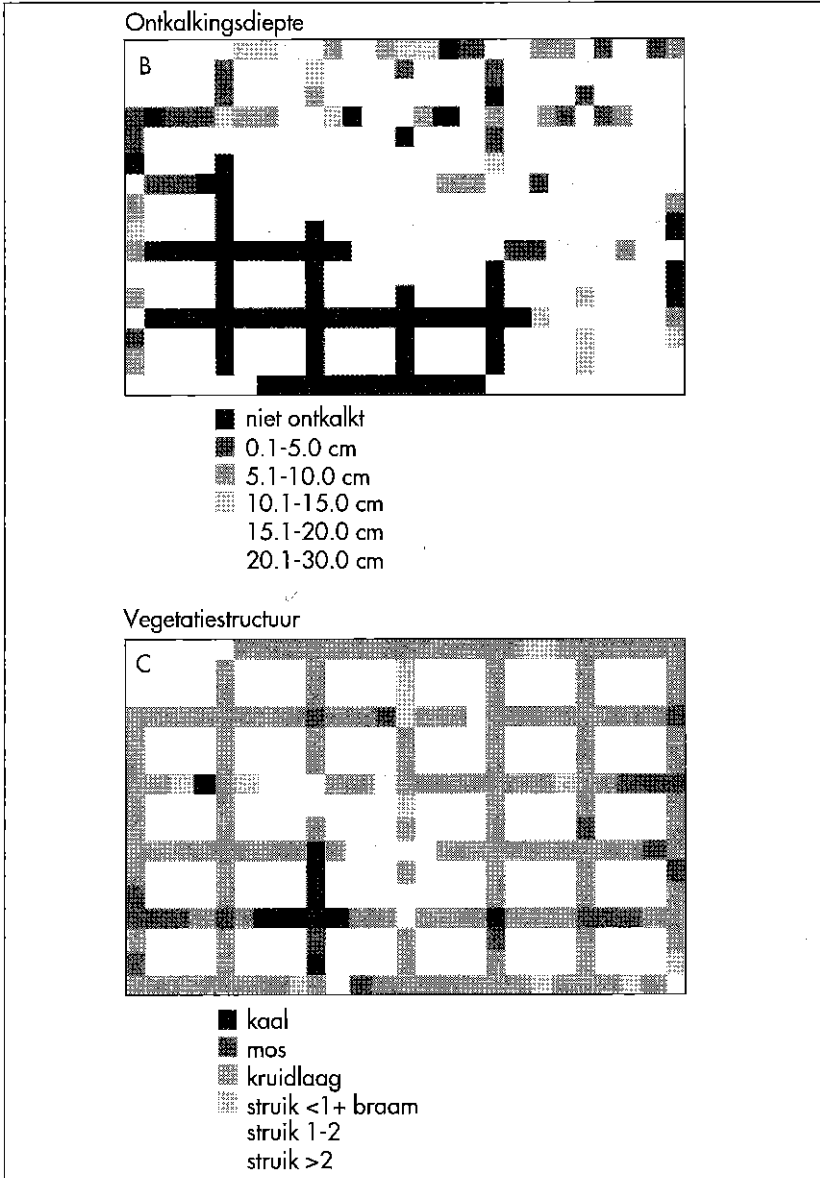 Ontkalkingsdiepte
B
niet ontkalkt
0.1-5.0 cm
5.1-10.0 cm
10.1-15.0 cm
15.1-20.0 cm
20.1-30.0 cm
Vegetatiestructuur
C
kaal
mos
kruidlaag
struik <1+ braam
struik 1-2
struik >2